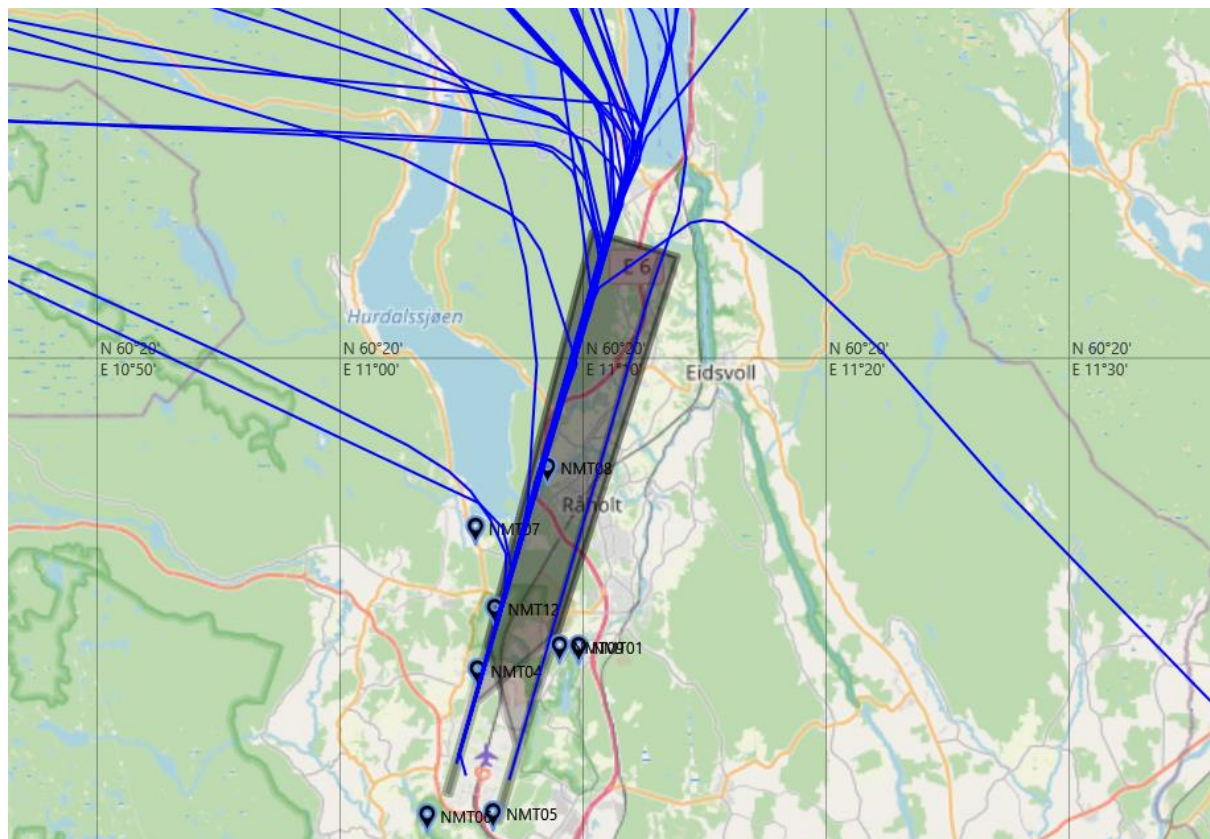 E 6
Hurdalssjøen
N 60°20'
E 10°50'
N 60°20'
E 11°00'
N 60°20'
E 11°10'
N 60°20'
E 11°20'
N 60°20'
E 11°30'
Eidsvoll
NMT08
Råholt
NMT07
NMT12
NMT01
NMT04
NMT06
NMT05